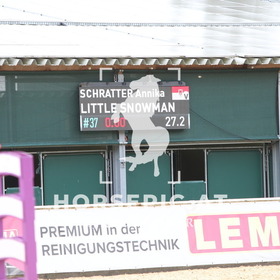 SCHRATTER Annika
LITTLE SNOWMAN
#37 0.00 27.2
HORSEPIC.AT
PREMIUM in der
REINIGUNGSTECHNIK
LEM